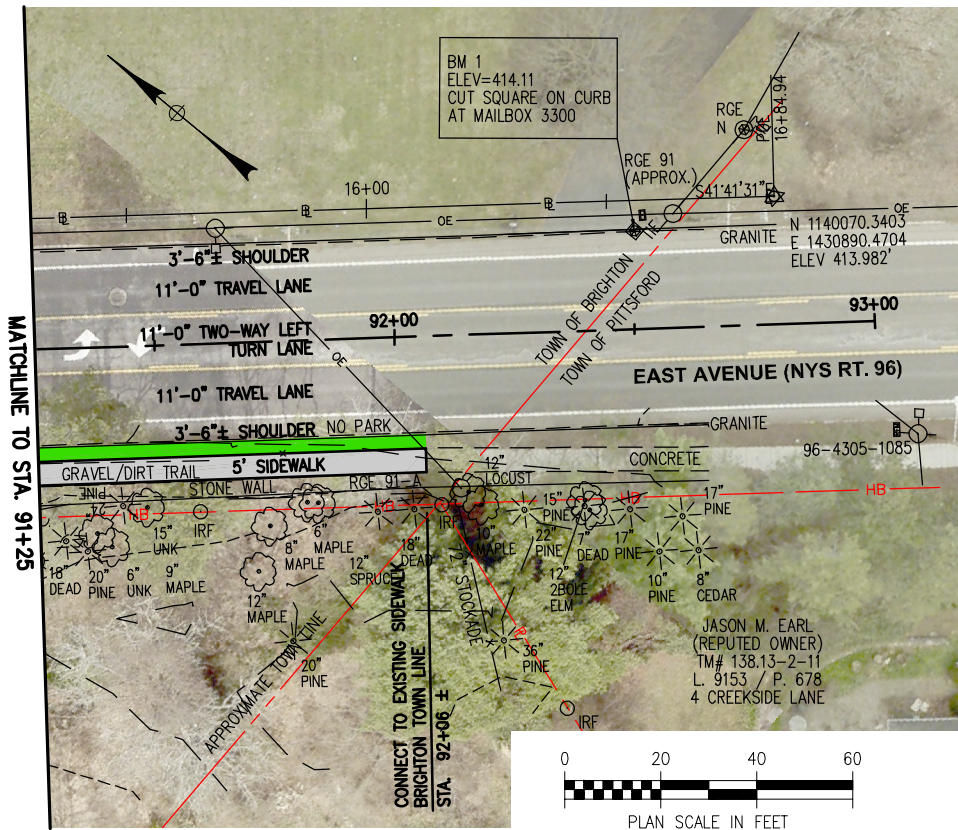 BM 1
ELEV=414.11
CUT SQUARE ON CURB
AT MAILBOX 3300
RGE
N
POE
16+84.94
RGE 91
(APPROX.)
S41°41'31"E
16+00
BL
BL
BL
OE
OE
TIE
GRANITE
N 1140070.3403
E 1430890.4704
ELEV 413.982'
3'-6"± SHOULDER
11'-0" TRAVEL LANE
11'-0" TWO-WAY LEFT
TURN LANE
92+00
93+00
OE
TOWN OF BRIGHTON
TOWN OF PITTSFORD
EAST AVENUE (NYS RT. 96)
11'-0" TRAVEL LANE
3'-6"± SHOULDER
NO PARK
GRANITE
MATCHLINE TO STA. 91+25
GRAVEL/DIRT TRAIL
5' SIDEWALK
12"
LOCUST
CONCRETE
96-4305-1085
PINE
STONE WALL
RGE 91-A
HB
HB
HB
HB
IRF
IRF
15"
UNK
6"
MAPLE
8"
MAPLE
12"
SPRUCE
18"
DEAD
10"
MAPLE
15"
PINE
22"
PINE
7"
DEAD
17"
PINE
17"
PINE
18"
DEAD
20"
PINE
6"
UNK
9"
MAPLE
12"
MAPLE
12"
2BOLE
ELM
10"
PINE
8"
CEDAR
STOCKADE
20"
PINE
36"
PINE
IRF
APPROXIMATE TOWN LINE
CONNECT TO EXISTING SIDEWALK
BRIGHTON TOWN LINE
STA. 92+06 ±
JASON M. EARL
(REPUTED OWNER)
TM# 138.13-2-11
L. 9153 / P. 678
4 CREEKSIDE LANE
0 20 40 60
PLAN SCALE IN FEET